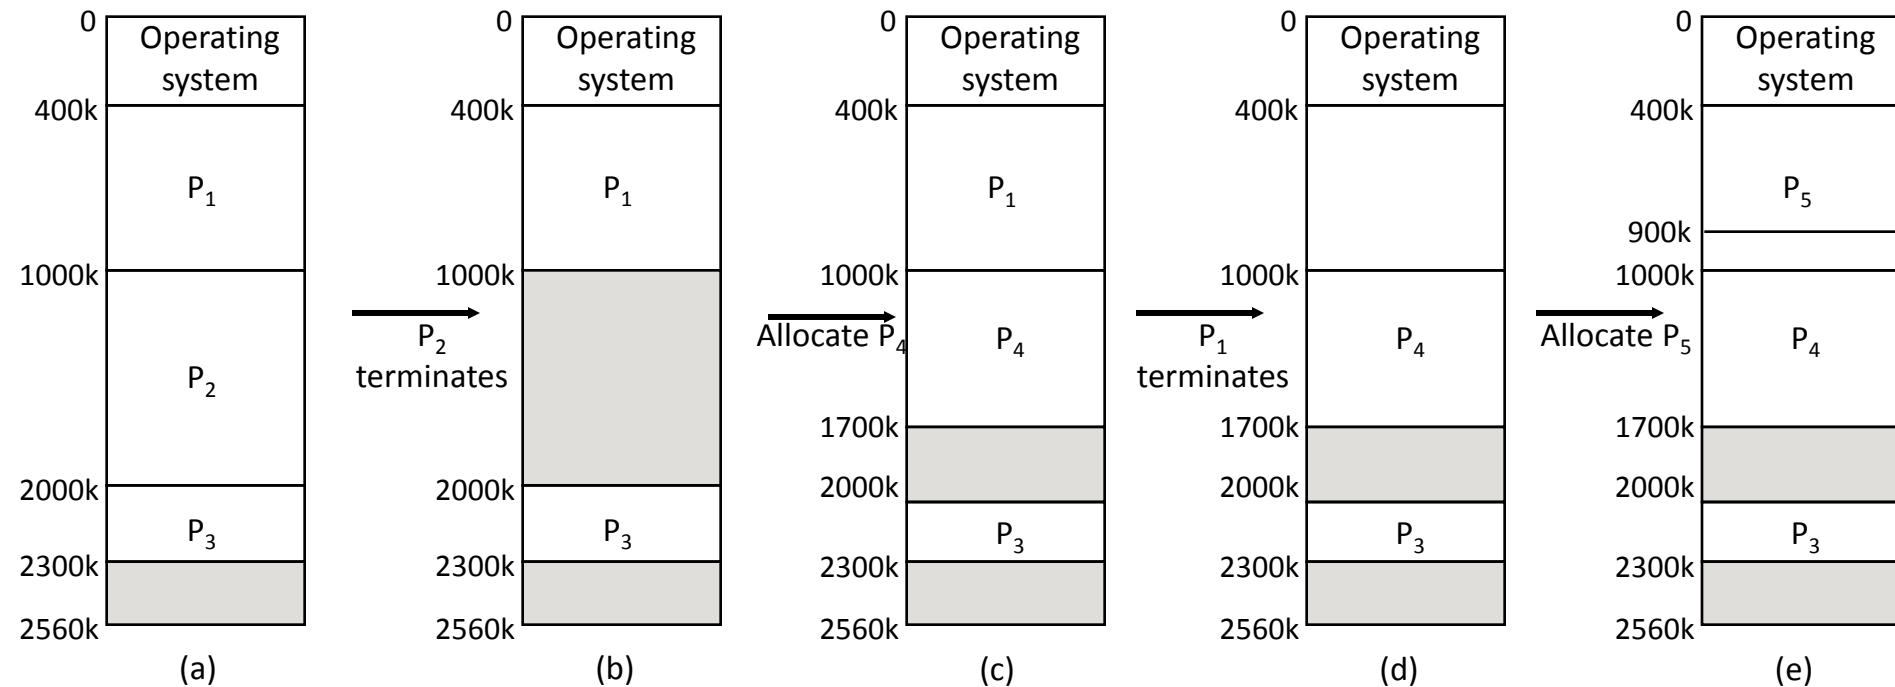 0
Operating
system
400k
P₁
1000k
P₂
2000k
P₃
2300k
2560k
(a)
P₂
terminates
0
Operating
system
400k
P₁
1000k
2000k
P₃
2300k
2560k
(b)
Allocate P₄
0
Operating
system
400k
P₁
1000k
P₄
1700k
2000k
P₃
2300k
2560k
(c)
P₁
terminates
0
Operating
system
400k
1000k
P₄
1700k
2000k
P₃
2300k
2560k
(d)
Allocate P₅
0
Operating
system
400k
P₅
900k
1000k
P₄
1700k
2000k
P₃
2300k
2560k
(e)